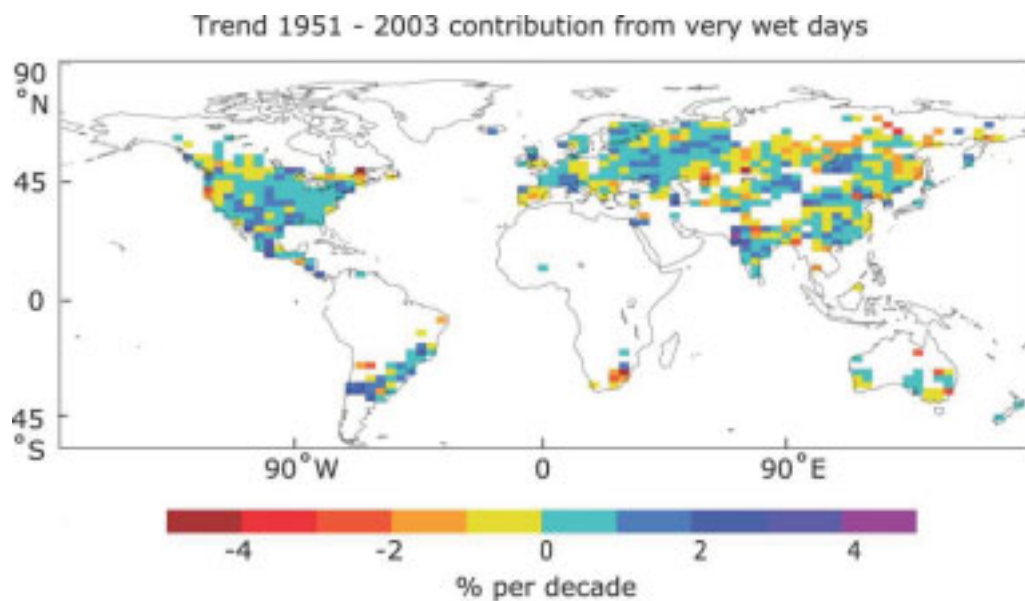 Trend 1951 - 2003 contribution from very wet days
90
°N
45
0
45
°S
90°W 0 90°E
-4 -2 0 2 4
% per decade